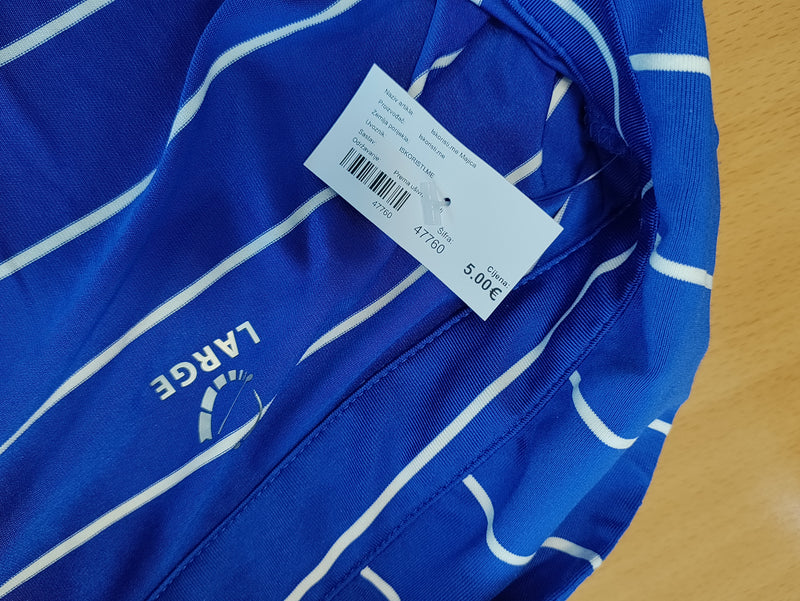 Naziv artikla: Iskoristi.me Majica
Proizvođač: Iskoristi.me
Zemlja porijekla:
Uvoznik: ISKORISTI.ME
Sastav:
Održavanje: Prema
47760
Šifra:
47760
Cijena:
5.00€
LARGE